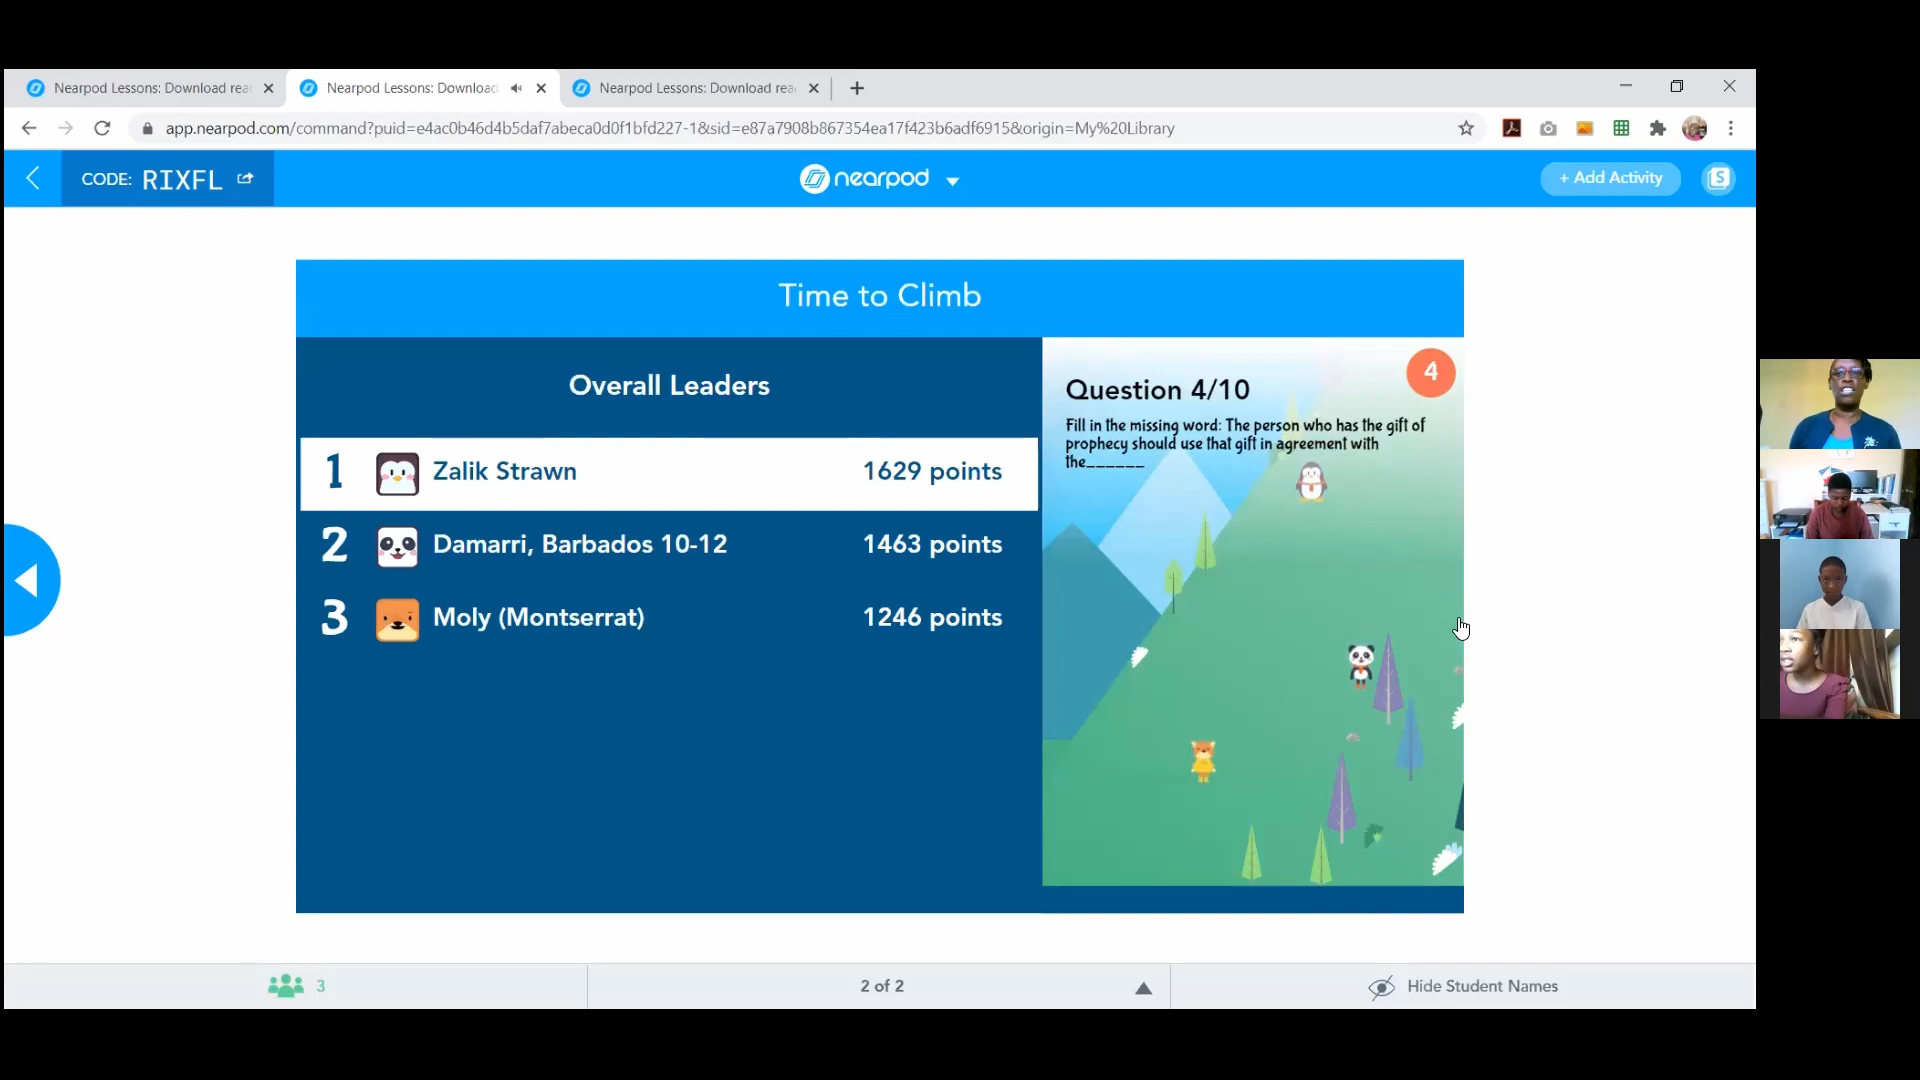 Nearpod Lessons: Download rea
Nearpod Lessons: Download
Nearpod Lessons: Download rea
app.nearpod.com/command?puid=e4ac0b46d4b5daf7abeca0d0f1bfd227-1&sid=e87a7908b867354ea17f423b6adf6915&origin=My%20Library
CODE: RIXFL
nearpod
+ Add Activity
S
Time to Climb
Overall Leaders
1 Zalik Strawn 1629 points
2 Damarri, Barbados 10-12 1463 points
3 Moly (Montserrat) 1246 points
4
Question 4/10
Fill in the missing word: The person who has the gift of
prophecy should use that gift in agreement with
the______
3
2 of 2
Hide Student Names